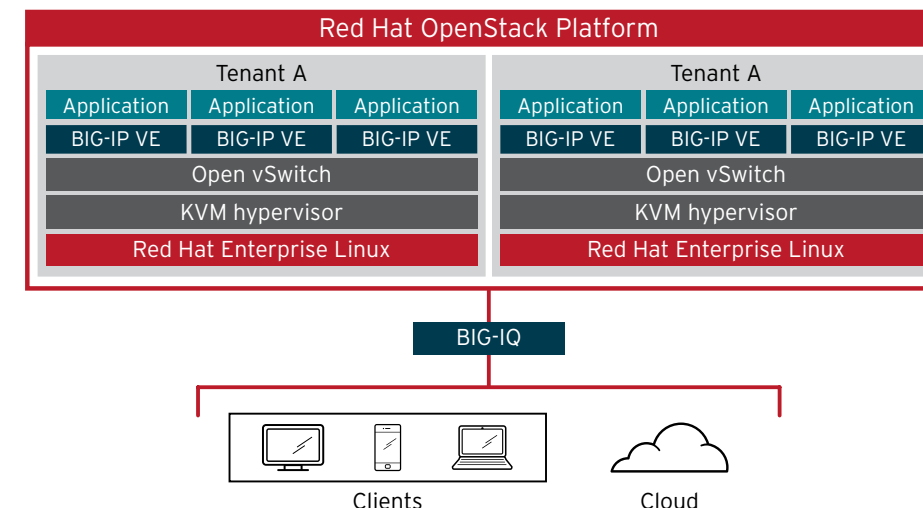 Red Hat OpenStack Platform
Tenant A
Application Application Application
BIG-IP VE BIG-IP VE BIG-IP VE
Open vSwitch
KVM hypervisor
Red Hat Enterprise Linux
Tenant A
Application Application Application
BIG-IP VE BIG-IP VE BIG-IP VE
Open vSwitch
KVM hypervisor
Red Hat Enterprise Linux
BIG-IQ
Clients
Cloud